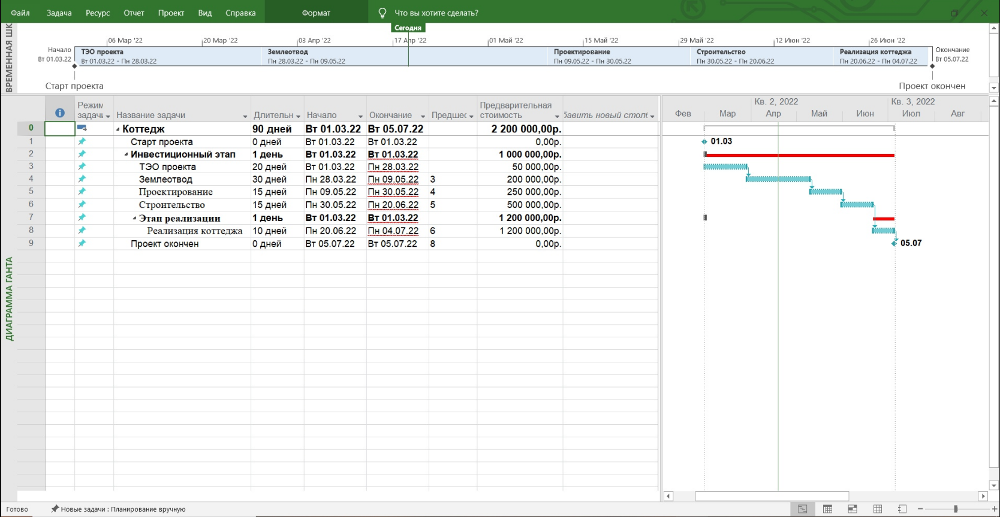 Файл Задача Ресурс Отчет Проект Вид Справка Формат Что вы хотите сделать?
Сегодня
ВРЕМЕННАЯ ШК
06 Мар '22 20 Мар '22 03 Апр '22 17 Апр '22 01 Май '22 15 Май '22 29 Май '22 12 Июн '22 26 Июн '22
Начало ТЭО проекта Землеотвод Проектирование Строительство Реализация коттеджа Окончание
Вт 01.03.22 Вт 01.03.22 - Пн 28.03.22 Пн 28.03.22 - Пн 09.05.22 Пн 09.05.22 - Пн 30.05.22 Пн 30.05.22 - Пн 20.06.22 Пн 20.06.22 - Пн 04.07.22 Вт 05.07.22
Старт проекта Проект окончен
Режим Предварительная Кв. 2, 2022 Кв. 3, 2022
задачи Название задачи Длительн Начало Окончание Предшес стоимость бавить новый столб Фев Мар Апр Май Июн Июл Авг
0 Коттедж 90 дней Вт 01.03.22 Вт 05.07.22 2 200 000,00р.
1 Старт проекта 0 дней Вт 01.03.22 Вт 01.03.22 0,00р. 01.03
2 Инвестиционный этап 1 день Вт 01.03.22 Вт 01.03.22 1 000 000,00р.
3 ТЭО проекта 20 дней Вт 01.03.22 Пн 28.03.22 50 000,00р.
4 Землеотвод 30 дней Пн 28.03.22 Пн 09.05.22 3 200 000,00р.
5 Проектирование 15 дней Пн 09.05.22 Пн 30.05.22 4 250 000,00р.
6 Строительство 15 дней Пн 30.05.22 Пн 20.06.22 5 500 000,00р.
7 Этап реализации 1 день Вт 01.03.22 Вт 01.03.22 1 200 000,00р.
8 Реализация коттеджа 10 дней Пн 20.06.22 Пн 04.07.22 6 1 200 000,00р.
9 Проект окончен 0 дней Вт 05.07.22 Вт 05.07.22 8 0,00р. 05.07
ДИАГРАММА ГАНТА
Готово Новые задачи : Планирование вручную